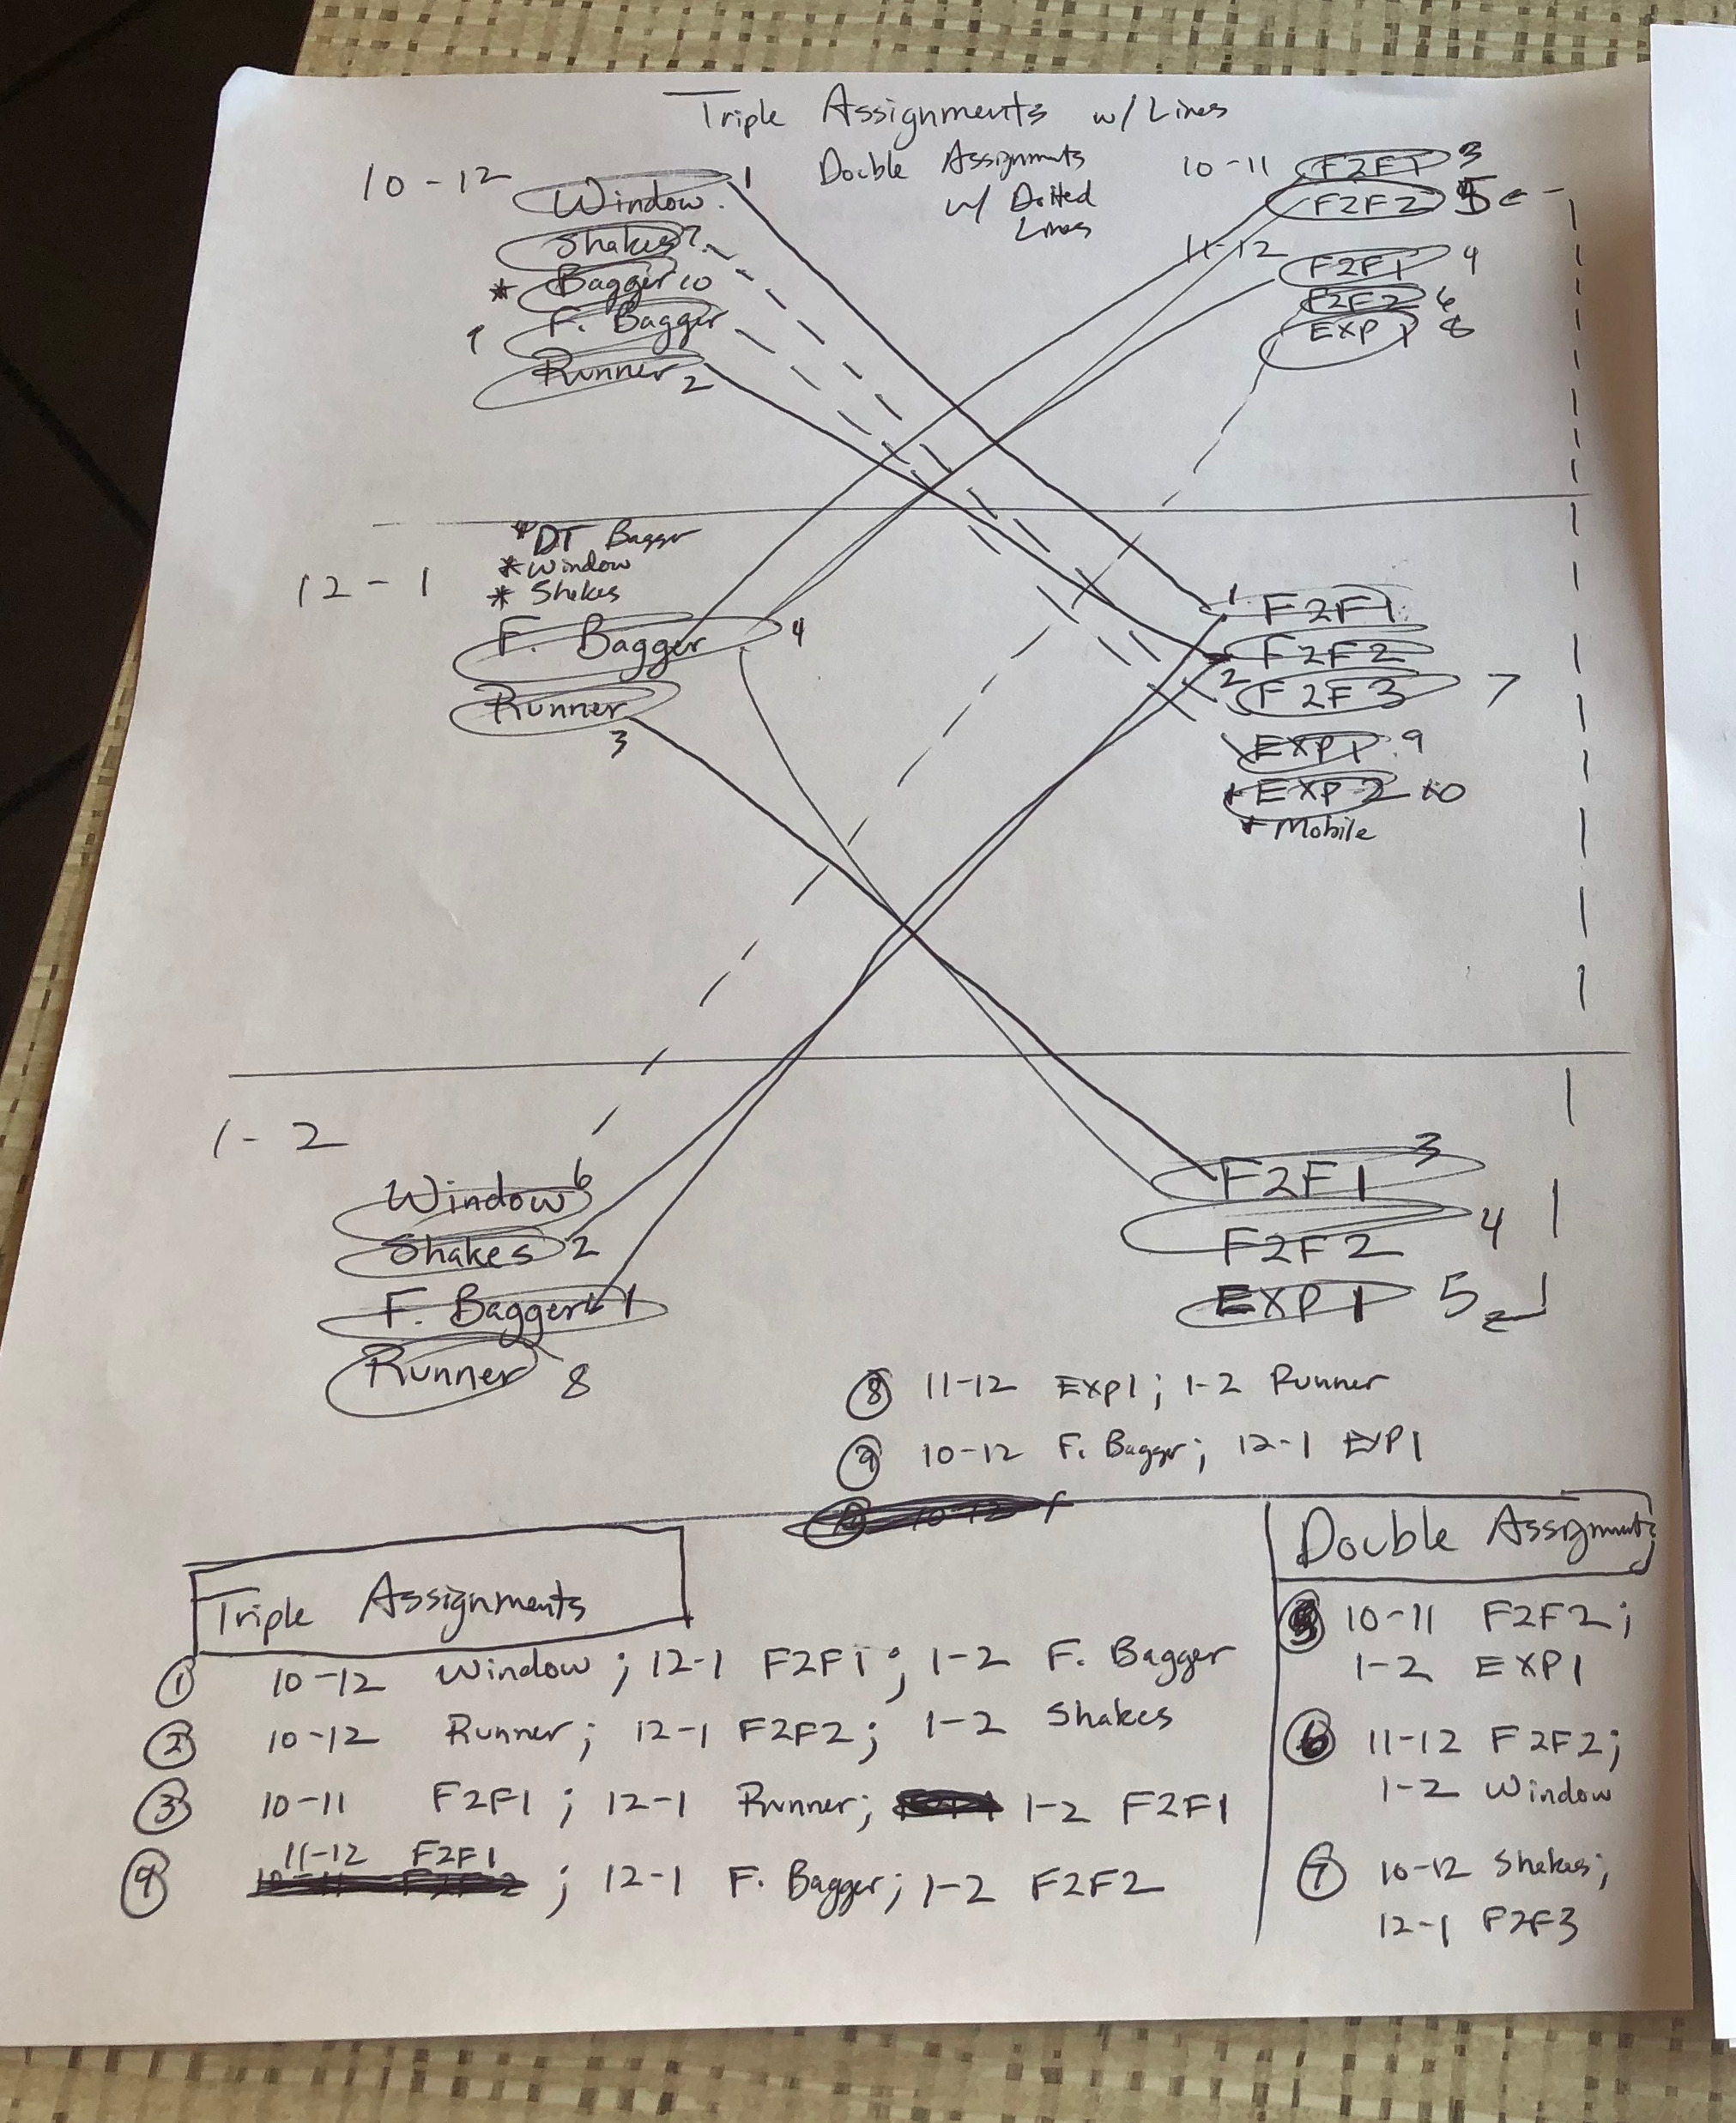 Triple Assignments w/ Lines
Double Assignments
w/ Dotted
Lines
10-12
Window. 1
Shakes 7
* Bagger 10
9 F. Bagger
Runner 2
10-11 F2F1 3
F2F2 5
11-12 F2F1 4
F2F2 6
EXP 1 8
12-1
* DT Bagger
* Window
* Shakes
F. Bagger 4
Runner
3
1 F2F1
F2F2
2 F2F3 7
EXP1 9
* EXP2 10
* Mobile
1-2
Window 6
Shakes 2
F. Bagger 1
Runner 8
F2F1 3
F2F2 4
EXP 1 5
8 11-12 EXP1; 1-2 Runner
9 10-12 F. Bagger; 12-1 EXP1
Triple Assignments
1 10-12 Window; 12-1 F2F1; 1-2 F. Bagger
2 10-12 Runner; 12-1 F2F2; 1-2 Shakes
3 10-11 F2F1; 12-1 Runner; 1-2 F2F1
11-12 F2F1
4 ; 12-1 F. Bagger; 1-2 F2F2
Double Assignments
5 10-11 F2F2;
1-2 EXP1
6 11-12 F2F2;
1-2 Window
7 10-12 Shakes;
12-1 F2F3